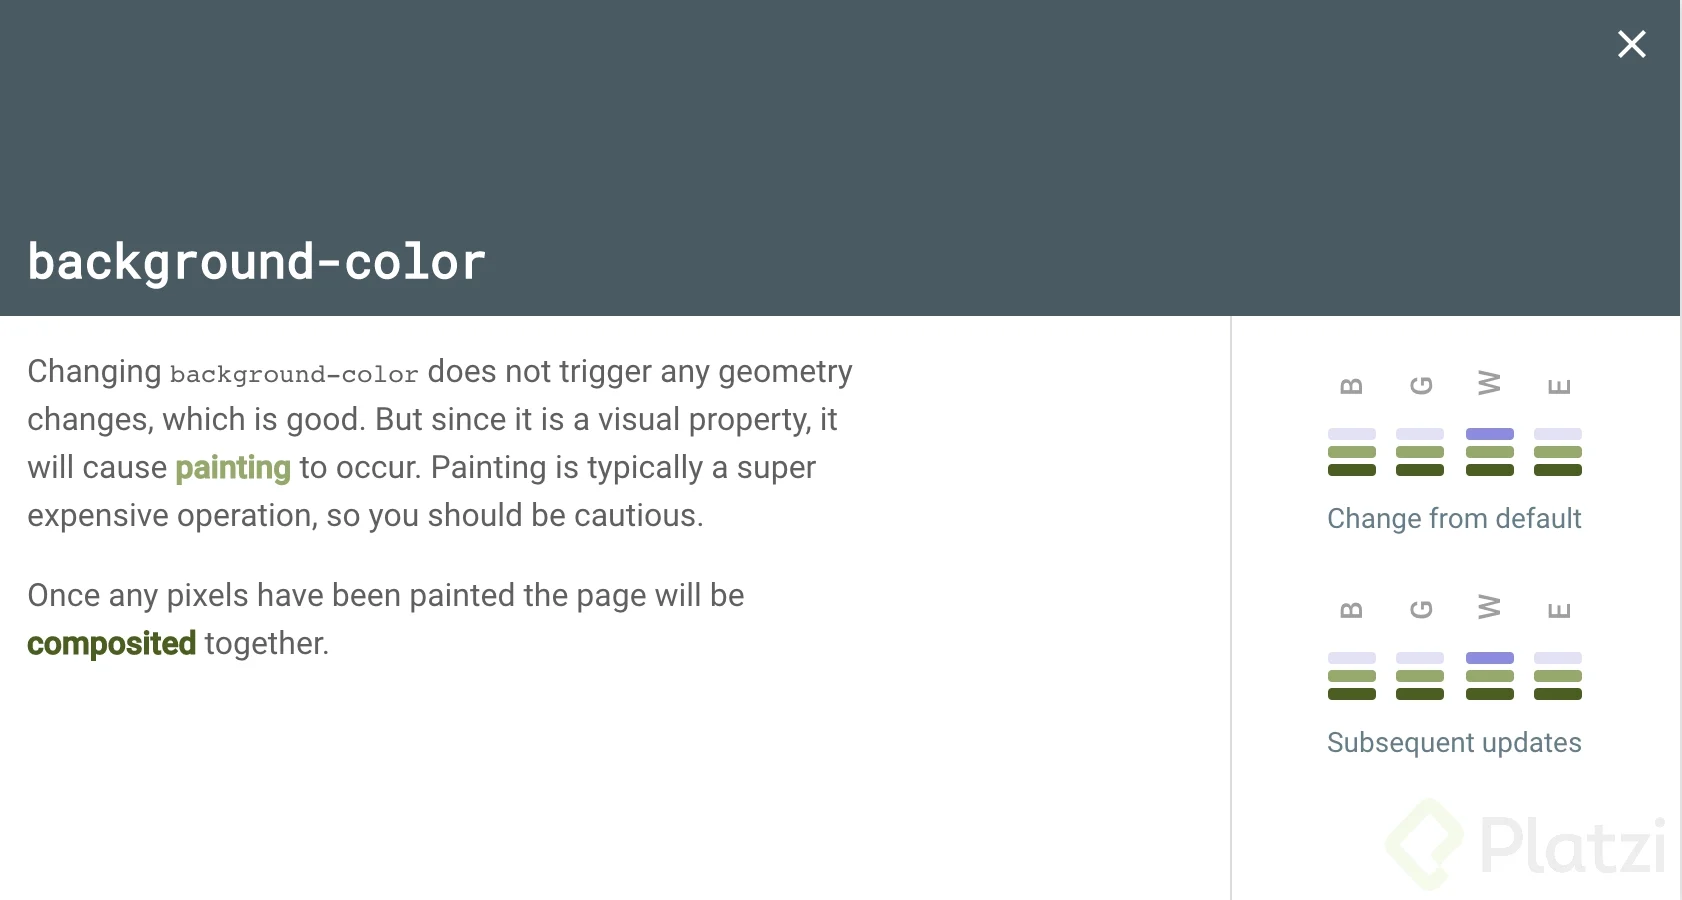 background-color
Changing background-color does not trigger any geometry
changes, which is good. But since it is a visual property, it
will cause painting to occur. Painting is typically a super
expensive operation, so you should be cautious.
Once any pixels have been painted the page will be
composited together.
B G W E
Change from default
B G W E
Subsequent updates
Platzi